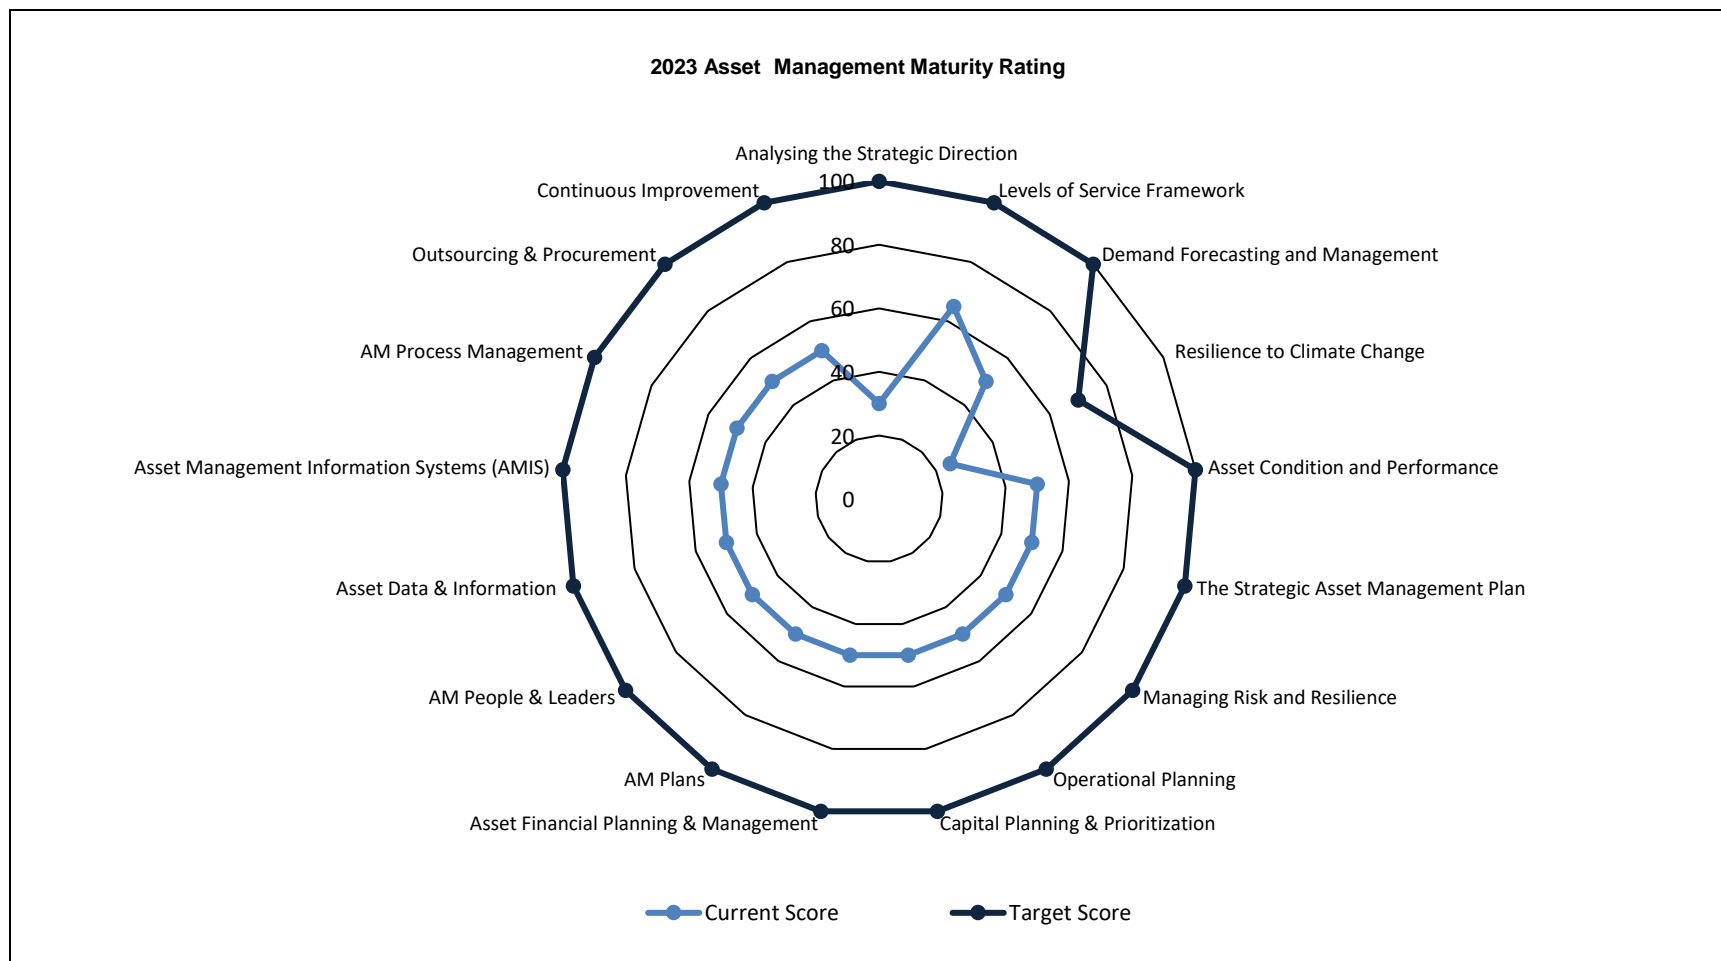 2023 Asset Management Maturity Rating
Analysing the Strategic Direction
100
Continuous Improvement
Levels of Service Framework
80
Outsourcing & Procurement
Demand Forecasting and Management
60
AM Process Management
Resilience to Climate Change
40
20
Asset Management Information Systems (AMIS)
Asset Condition and Performance
0
Asset Data & Information
The Strategic Asset Management Plan
AM People & Leaders
Managing Risk and Resilience
AM Plans
Operational Planning
Asset Financial Planning & Management
Capital Planning & Prioritization
Current Score
Target Score